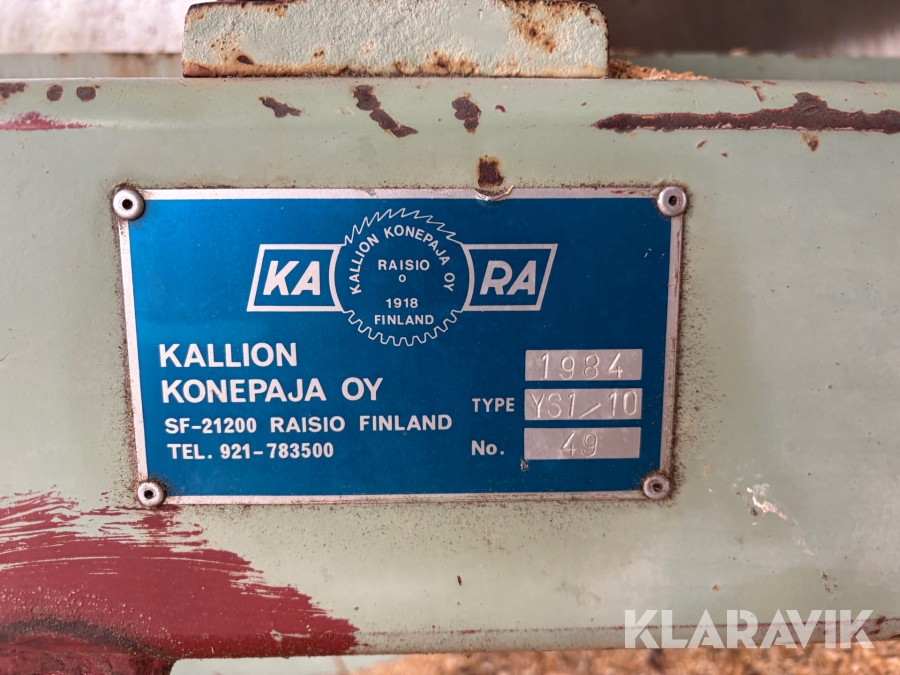 KA RA
KALLION KONEPAJA OY
RAISIO
1918
FINLAND
KALLION
KONEPAJA OY
SF-21200 RAISIO FINLAND
TEL. 921-783500
1984
TYPE YS1/10
No. 49
KLARAVIK